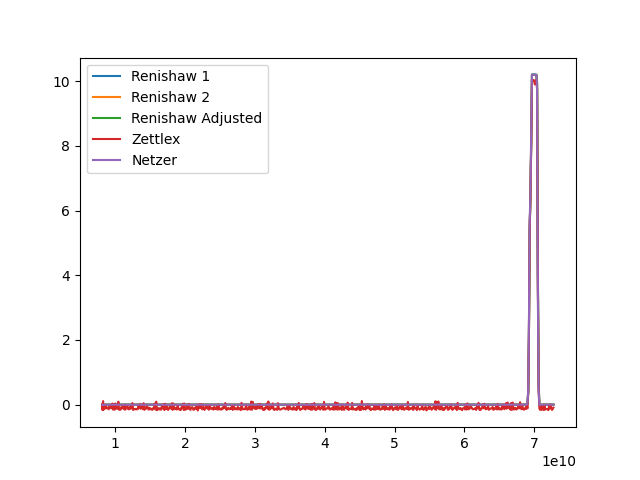 Renishaw 1
Renishaw 2
Renishaw Adjusted
Zettlex
Netzer
10
8
6
4
2
0
1 2 3 4 5 6 7
1e10